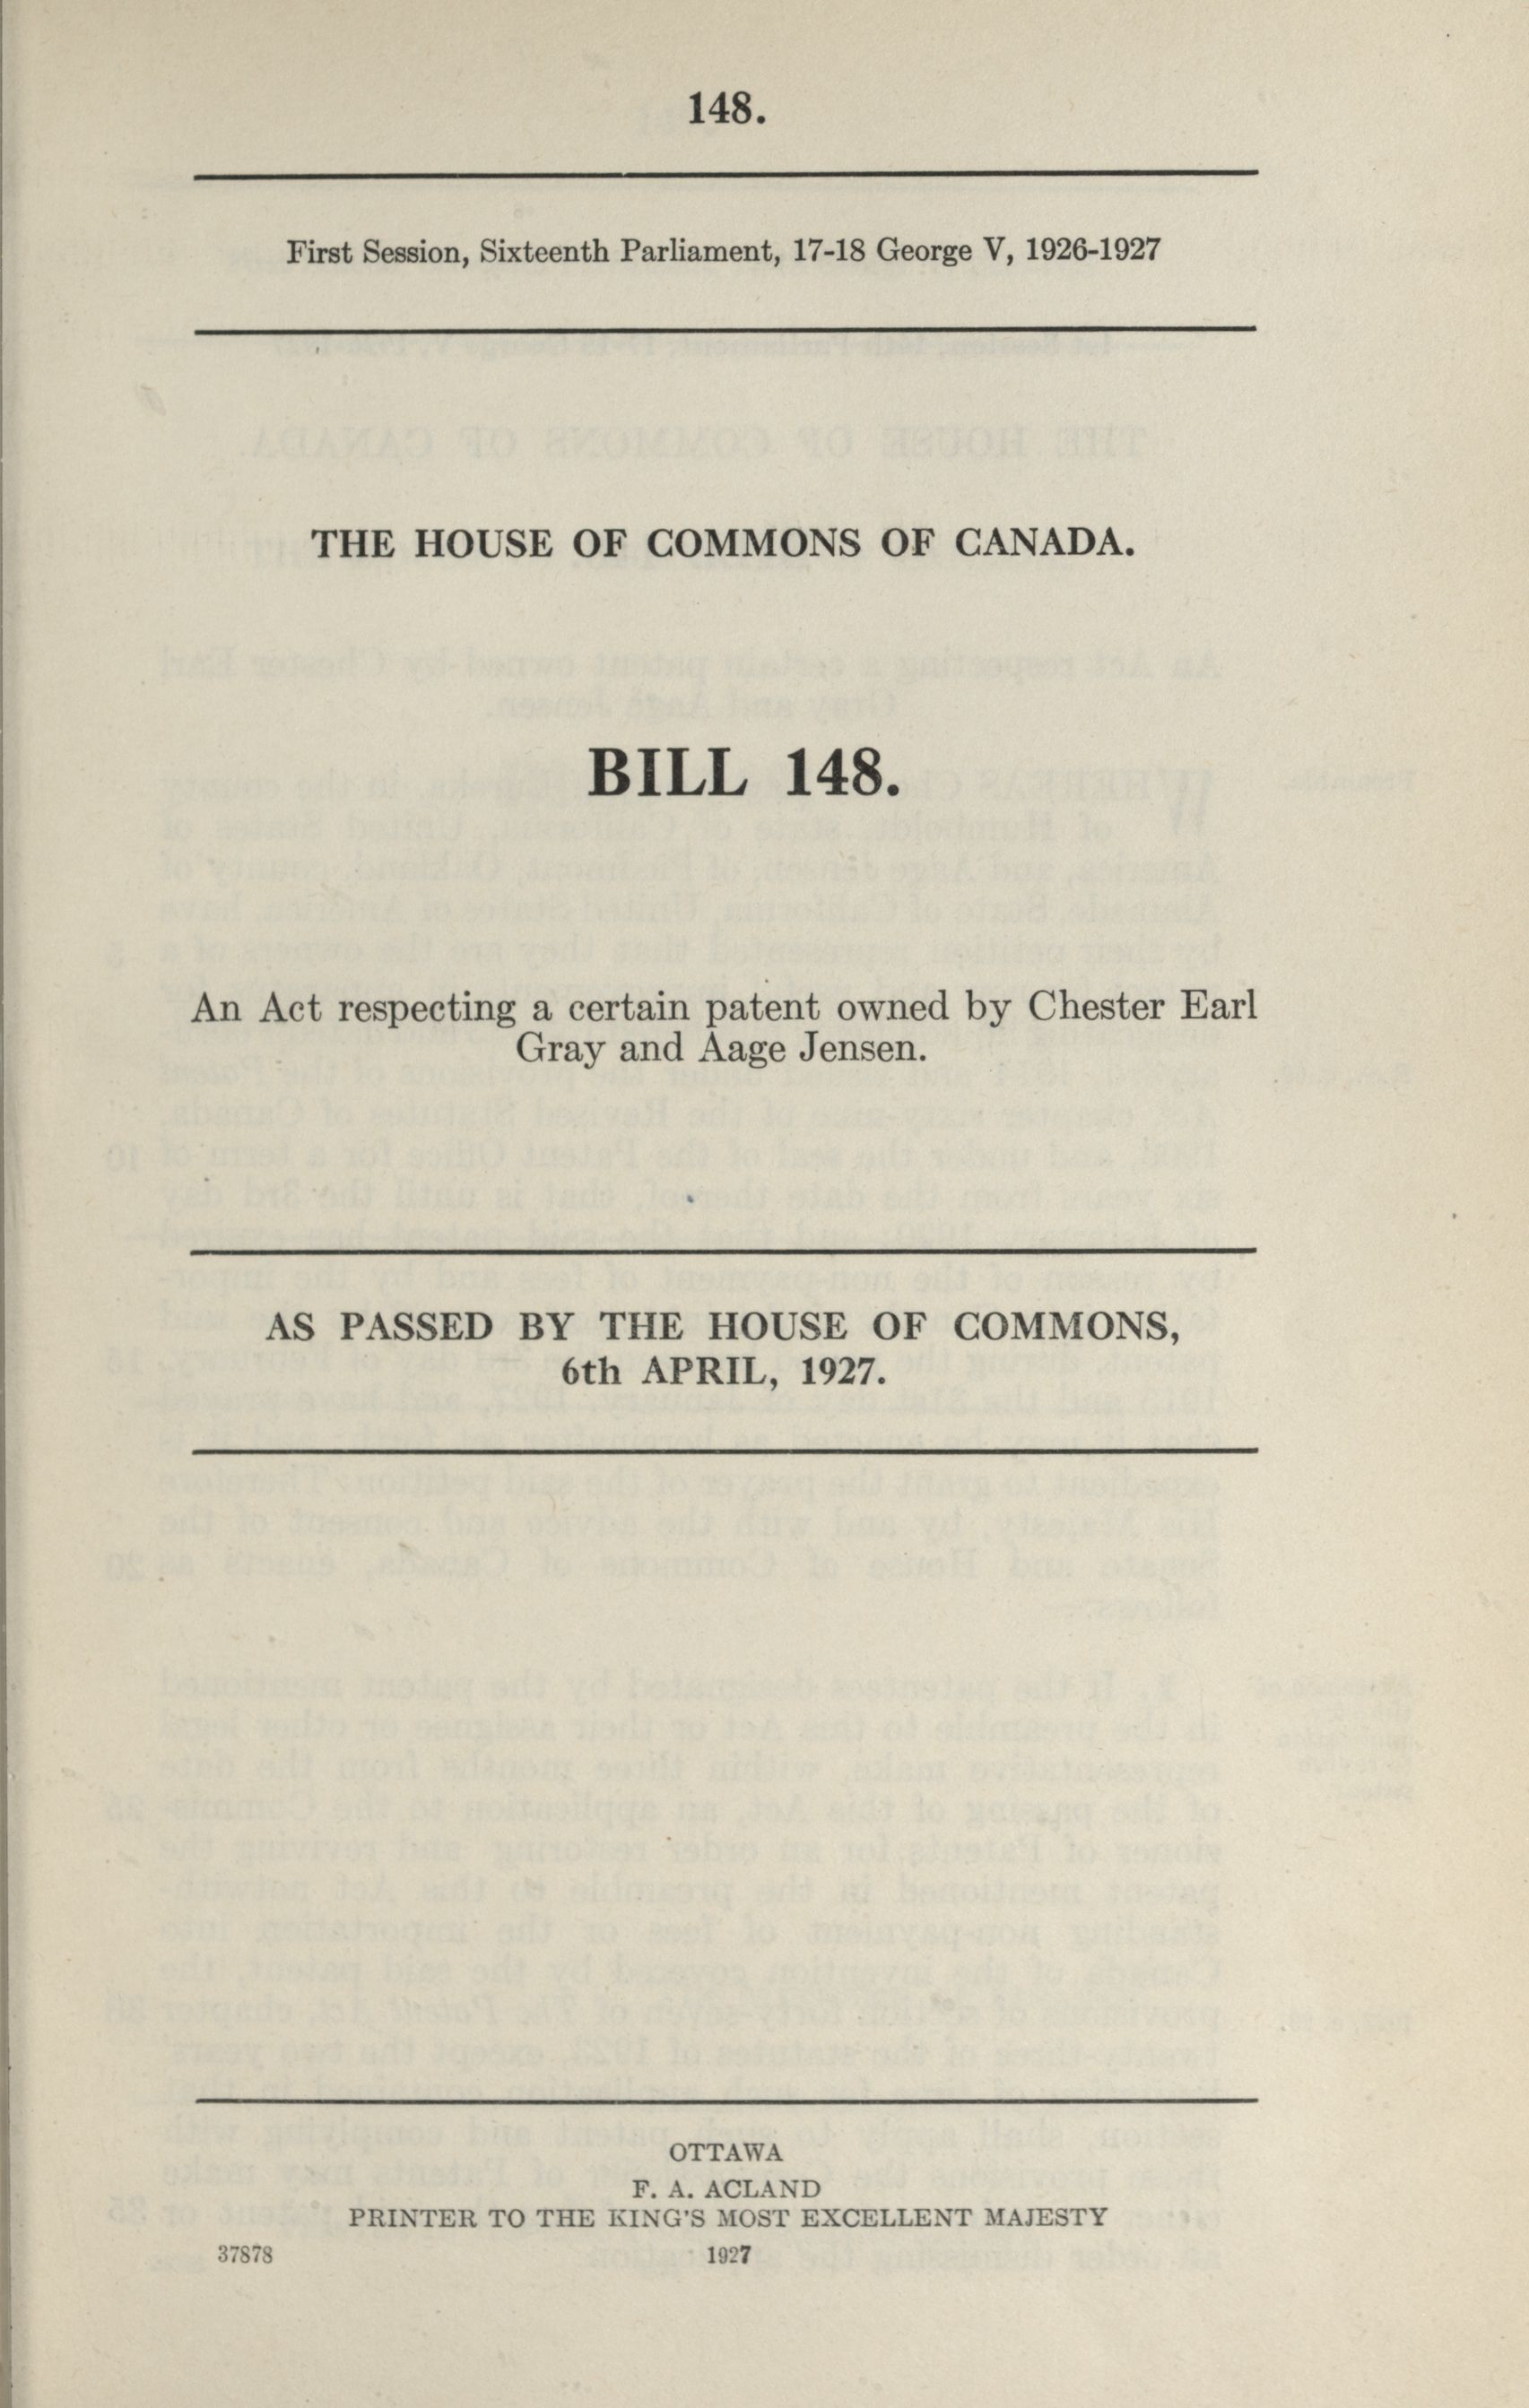 148.
First Session, Sixteenth Parliament, 17-18 George V, 1926-1927
THE HOUSE OF COMMONS OF CANADA.
BILL 148.
An Act respecting a certain patent owned by Chester Earl
Gray and Aage Jensen.
AS PASSED BY THE HOUSE OF COMMONS,
6th APRIL, 1927.
OTTAWA
F. A. ACLAND
PRINTER TO THE KING'S MOST EXCELLENT MAJESTY
37878 1927